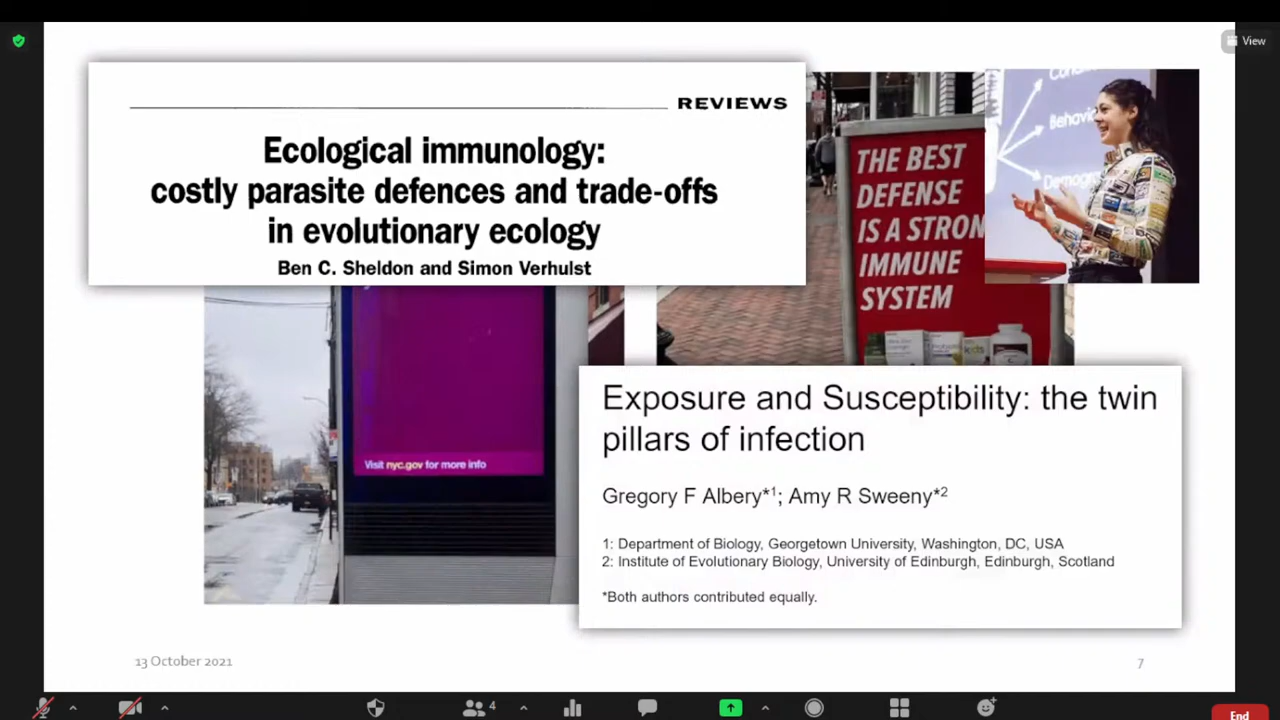 View
REVIEWS
Ecological immunology:
costly parasite defences and trade-offs
in evolutionary ecology
Ben C. Sheldon and Simon Verhulst
THE BEST
DEFENSE
IS A STRON
IMMUNE
SYSTEM
Behavi
Demogra
Visit nyc.gov for more info
Exposure and Susceptibility: the twin
pillars of infection
Gregory F Albery*1; Amy R Sweeny*2
1: Department of Biology, Georgetown University, Washington, DC, USA
2: Institute of Evolutionary Biology, University of Edinburgh, Edinburgh, Scotland
*Both authors contributed equally.
13 October 2021
7
4
End